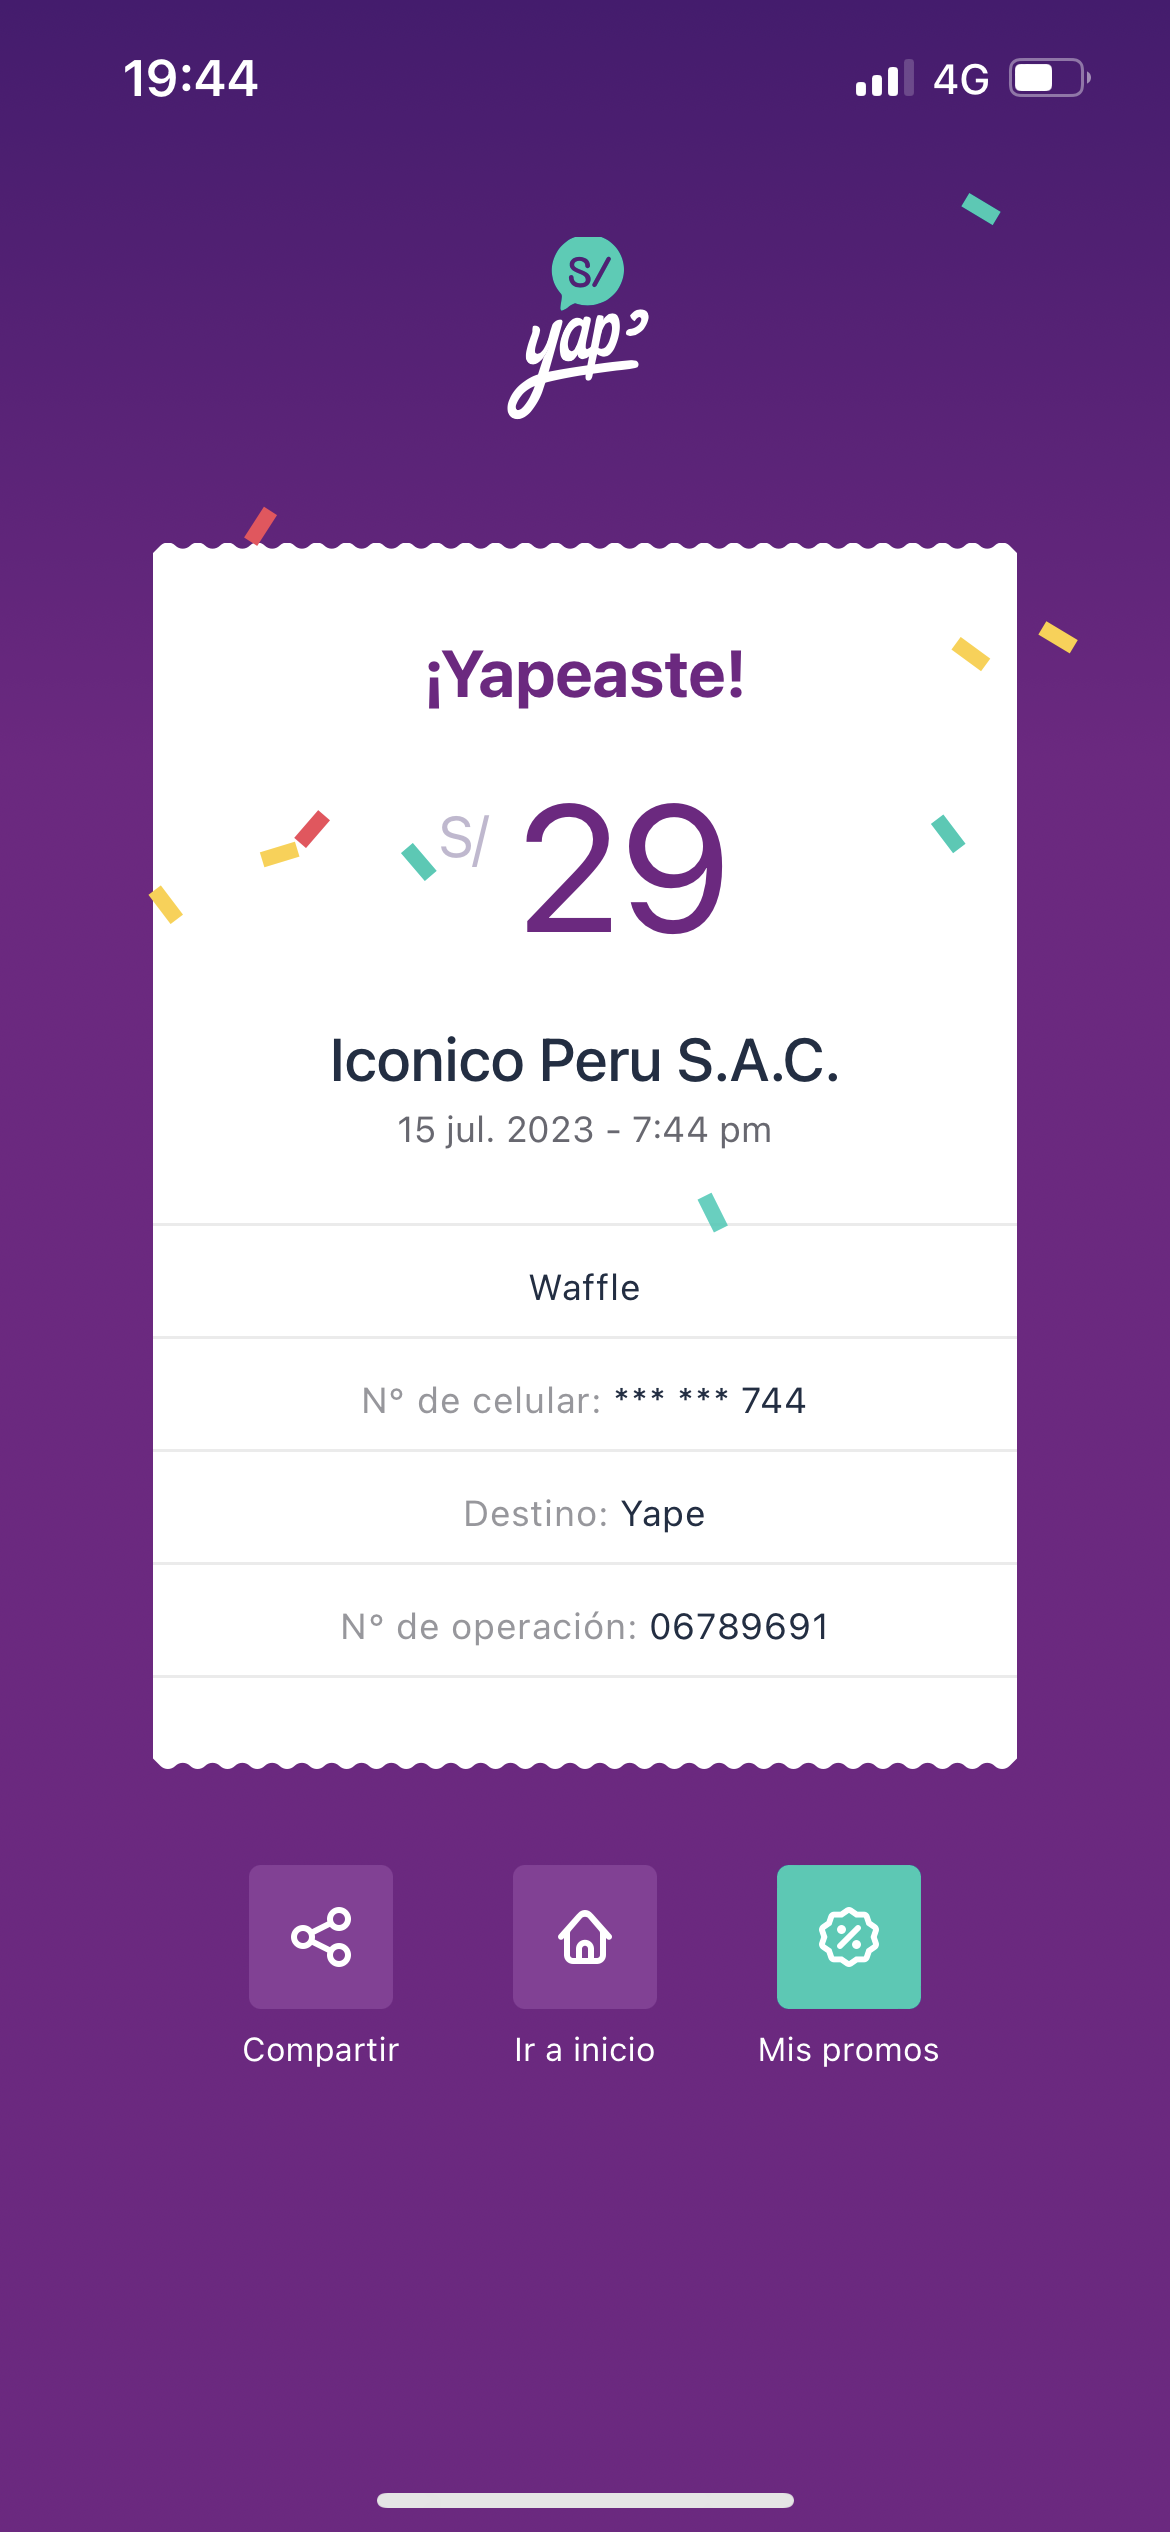 19:44 4G
S/
yape
¡Yapeaste!
S/ 29
Iconico Peru S.A.C.
15 jul. 2023 - 7:44 pm
Waffle
N° de celular: *** *** 744
Destino: Yape
N° de operación: 06789691
Compartir Ir a inicio Mis promos